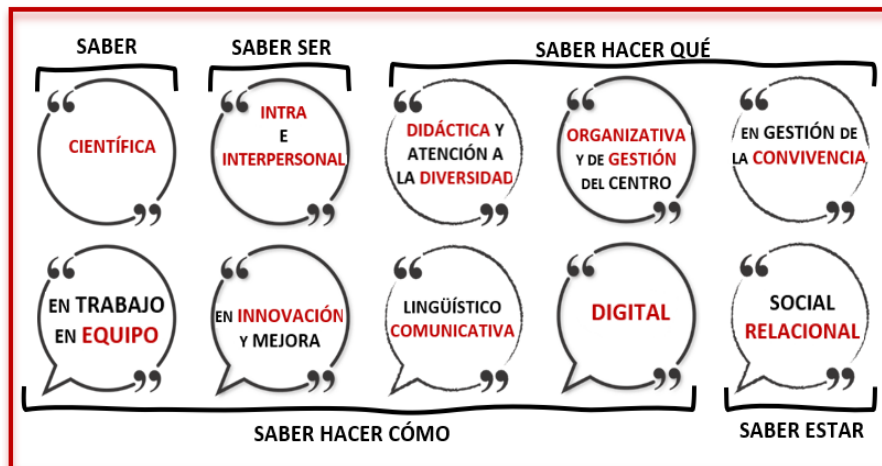 SABER
SABER SER
SABER HACER QUÉ
CIENTÍFICA
INTRA
E
INTERPERSONAL
DIDÁCTICA Y
ATENCIÓN A
LA DIVERSIDAD
ORGANIZATIVA
Y DE GESTIÓN
DEL CENTRO
EN GESTIÓN DE
LA CONVIVENCIA
EN TRABAJO
EN EQUIPO
EN INNOVACIÓN
Y MEJORA
LINGÜÍSTICO
COMUNICATIVA
DIGITAL
SOCIAL
RELACIONAL
SABER HACER CÓMO
SABER ESTAR